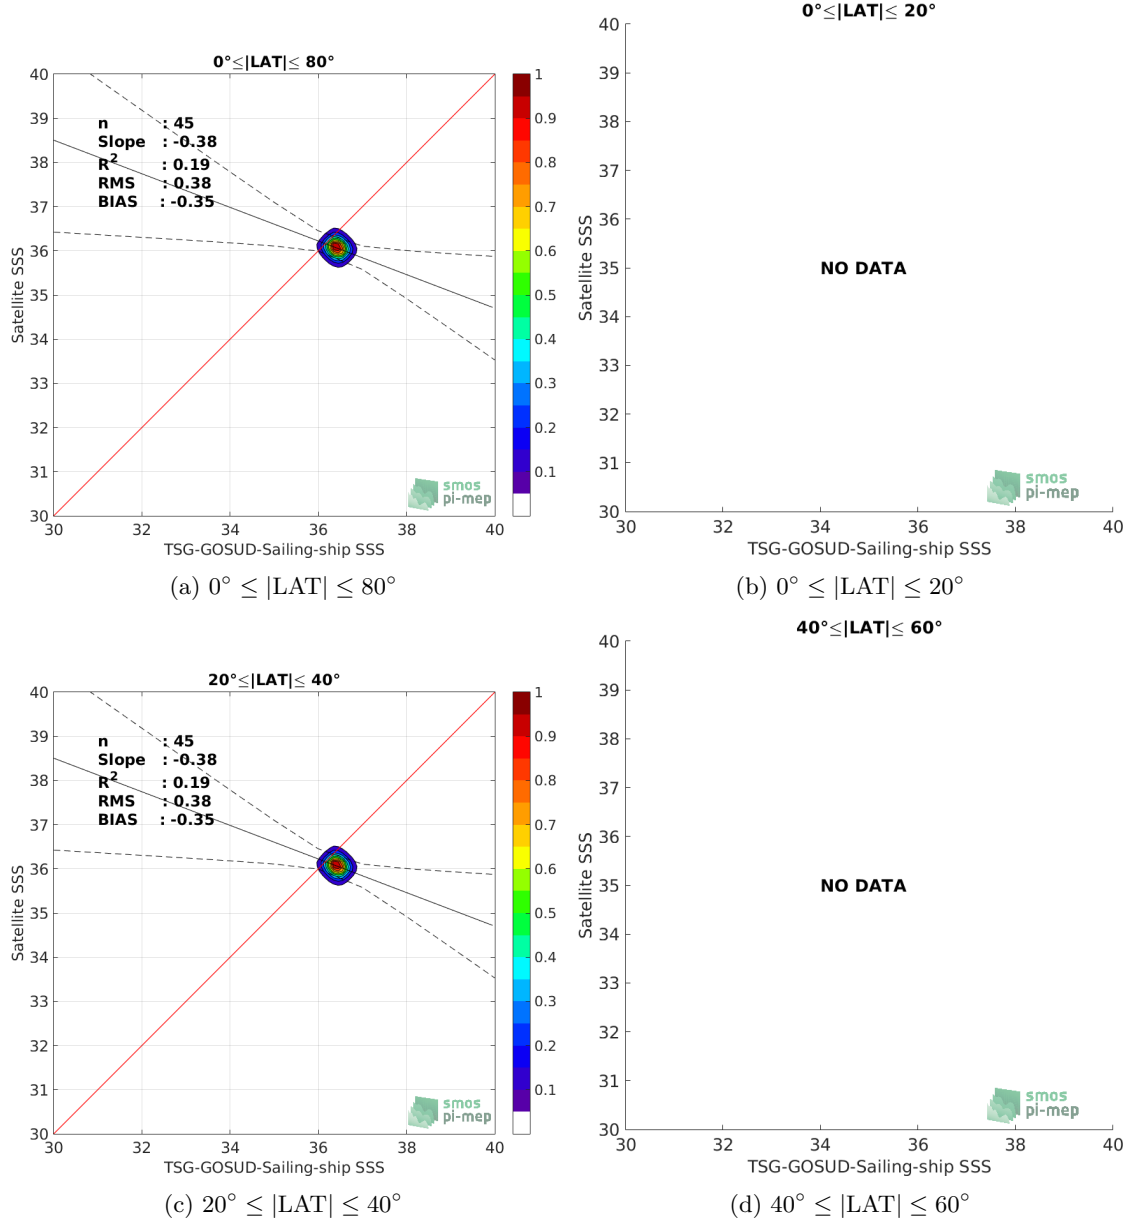 0°≤|LAT|≤ 80°
40
39
38
37
36
35
34
33
32
31
30
Satellite SSS
n : 45
Slope : -0.38
R2 : 0.19
RMS : 0.38
BIAS : -0.35
smos
pi-mep
30 32 34 36 38 40
TSG-GOSUD-Sailing-ship SSS
1
0.9
0.8
0.7
0.6
0.5
0.4
0.3
0.2
0.1
(a) 0° ≤ |LAT| ≤ 80°
0°≤|LAT|≤ 20°
40
39
38
37
36
35
34
33
32
31
30
Satellite SSS
NO DATA
smos
pi-mep
30 32 34 36 38 40
TSG-GOSUD-Sailing-ship SSS
(b) 0° ≤ |LAT| ≤ 20°
20°≤|LAT|≤ 40°
40
39
38
37
36
35
34
33
32
31
30
Satellite SSS
n : 45
Slope : -0.38
R2 : 0.19
RMS : 0.38
BIAS : -0.35
smos
pi-mep
30 32 34 36 38 40
TSG-GOSUD-Sailing-ship SSS
1
0.9
0.8
0.7
0.6
0.5
0.4
0.3
0.2
0.1
(c) 20° ≤ |LAT| ≤ 40°
40°≤|LAT|≤ 60°
40
39
38
37
36
35
34
33
32
31
30
Satellite SSS
NO DATA
smos
pi-mep
30 32 34 36 38 40
TSG-GOSUD-Sailing-ship SSS
(d) 40° ≤ |LAT| ≤ 60°